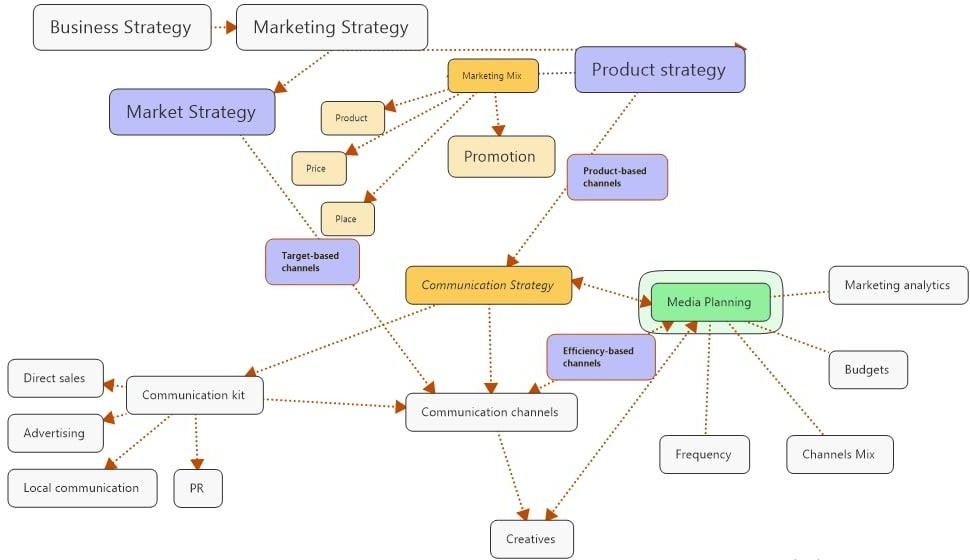 Business Strategy
Marketing Strategy
Marketing Mix
Product strategy
Market Strategy
Product
Promotion
Price
Product-based
channels
Place
Target-based
channels
Communication Strategy
Media Planning
Marketing analytics
Efficiency-based
channels
Budgets
Direct sales
Communication kit
Communication channels
Advertising
Frequency
Channels Mix
Local communication
PR
Creatives